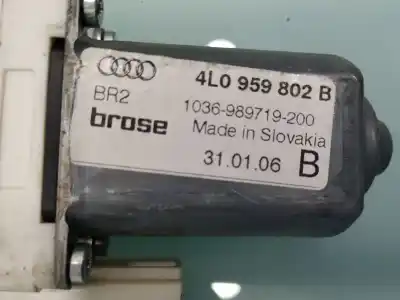 4L0 959 802 B
BR2
1036-989719-200
brose
Made in Slovakia
31.01.06 B